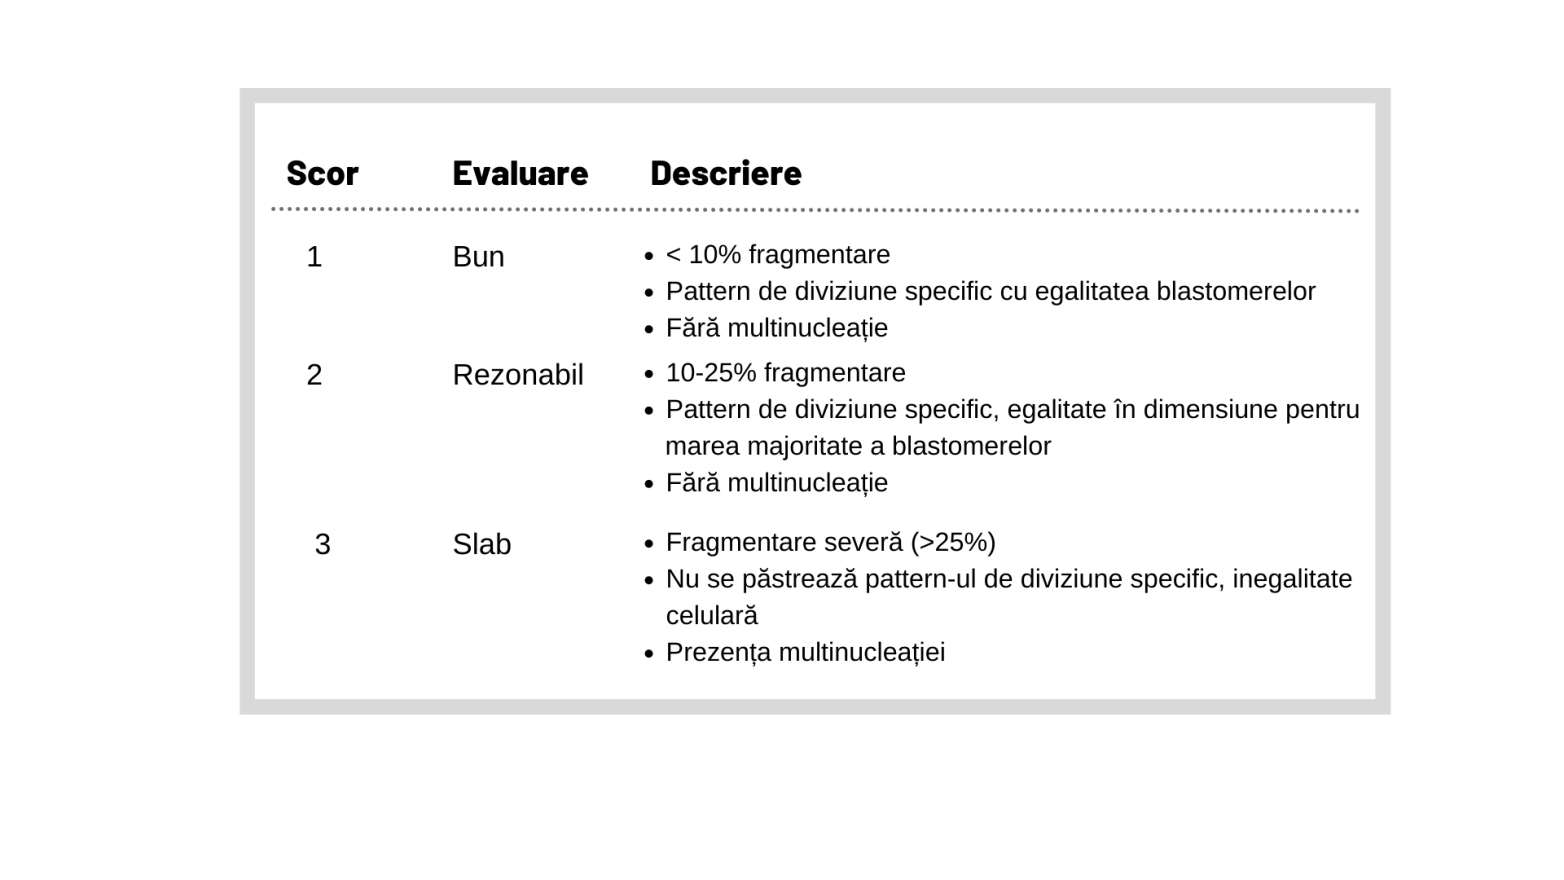 Scor Evaluare Descriere
1 Bun • < 10% fragmentare
• Pattern de diviziune specific cu egalitatea blastomerelor
• Fără multinucleație
2 Rezonabil • 10-25% fragmentare
• Pattern de diviziune specific, egalitate în dimensiune pentru
marea majoritate a blastomerelor
• Fără multinucleație
3 Slab • Fragmentare severă (>25%)
• Nu se păstrează pattern-ul de diviziune specific, inegalitate
celulară
• Prezența multinucleației